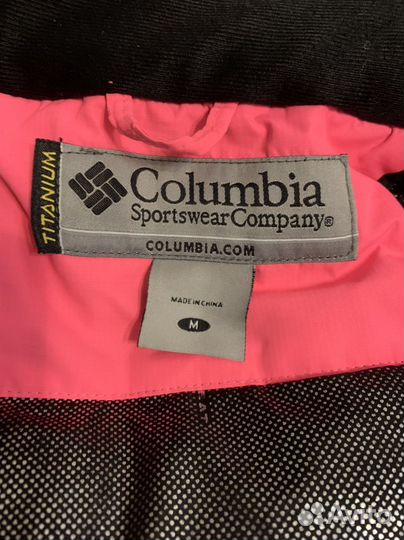 TITANIUM
Columbia
Sportswear Company®
COLUMBIA.COM
MADE IN CHINA
M
Avito